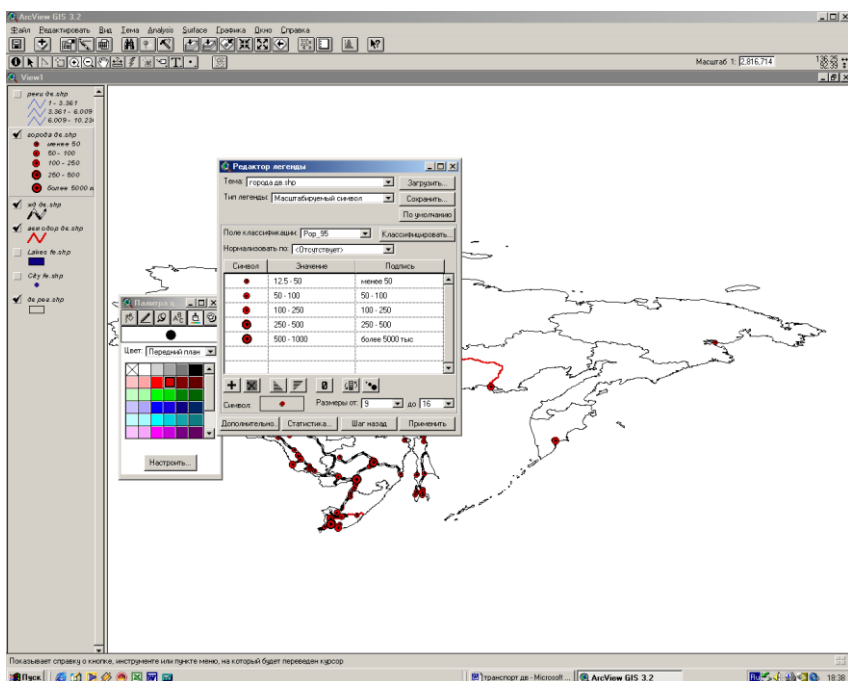 ArcView GIS 3.2
Файл Редактировать Вид Тема Analysis Surface Графика Окно Справка
Масштаб 1: 2,816,714
136.25
92.39
View1
реки дв.shp
1 - 3.361
3.361 - 6.009
6.009 - 10.23
города дв.shp
менее 50
50 - 100
100 - 250
250 - 500
более 5000
жд дв.shp
автодор дв.shp
Lakes fe.shp
City fe.shp
дв рег.shp
Редактор легенды
Тема: города дв.shp
Загрузить...
Тип легенды: Масштабируемый символ
Сохранить...
По умолчанию
Поле классификации: Pop_95
Классифицировать...
Нормализовать по: <Отсутствует>
Символ Значение Подпись
12.5 - 50 менее 50
50 - 100 50 - 100
100 - 250 100 - 250
250 - 500 250 - 500
500 - 1000 более 5000 тыс
Символ: Размеры от: 9 до 16
Дополнительно... Статистика... Шаг назад Применить
Палитра
Цвет: Передний план
Настроить...
Показывает справку о кнопке, инструменте или пункте меню, на который будет переведен курсор
Пуск
транспорт дв - Microsoft ...
ArcView GIS 3.2
Ru
18:38